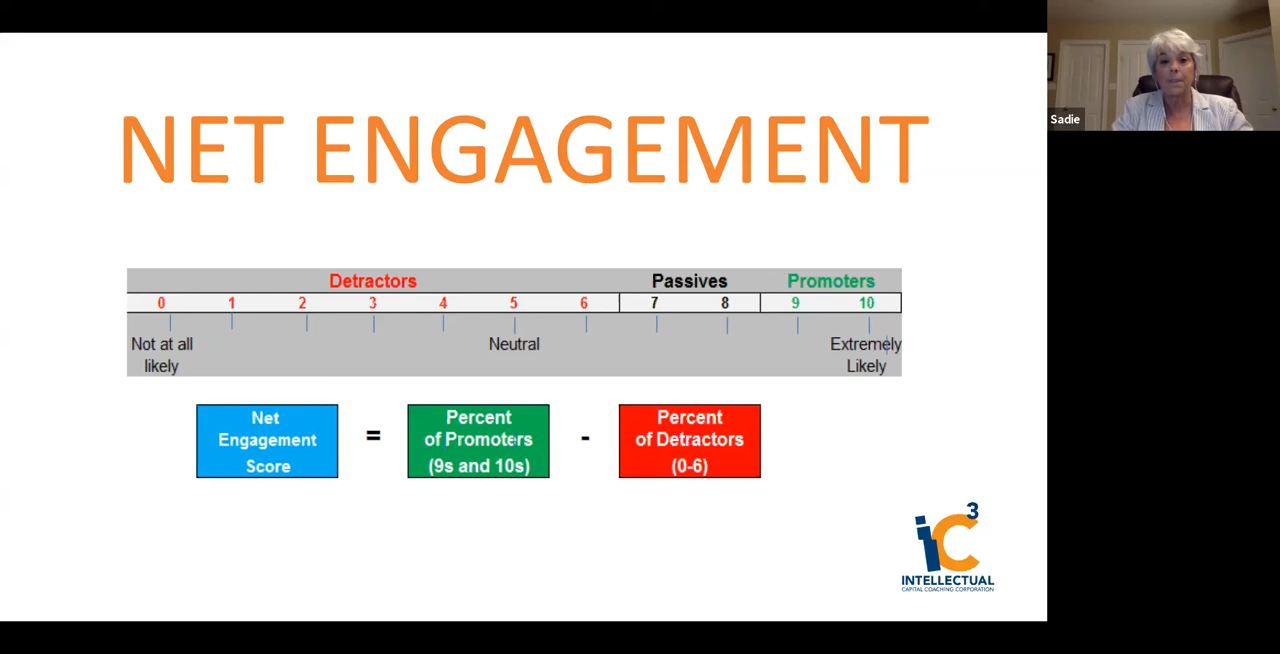 NET ENGAGEMENT
Sadie
Detractors Passives Promoters
0 1 2 3 4 5 6 7 8 9 10
Not at all Neutral Extremely
likely Likely
Net
Engagement
Score
=
Percent
of Promoters
(9s and 10s)
-
Percent
of Detractors
(0-6)
iC3
INTELLECTUAL
CAPITAL COACHING CORPORATION